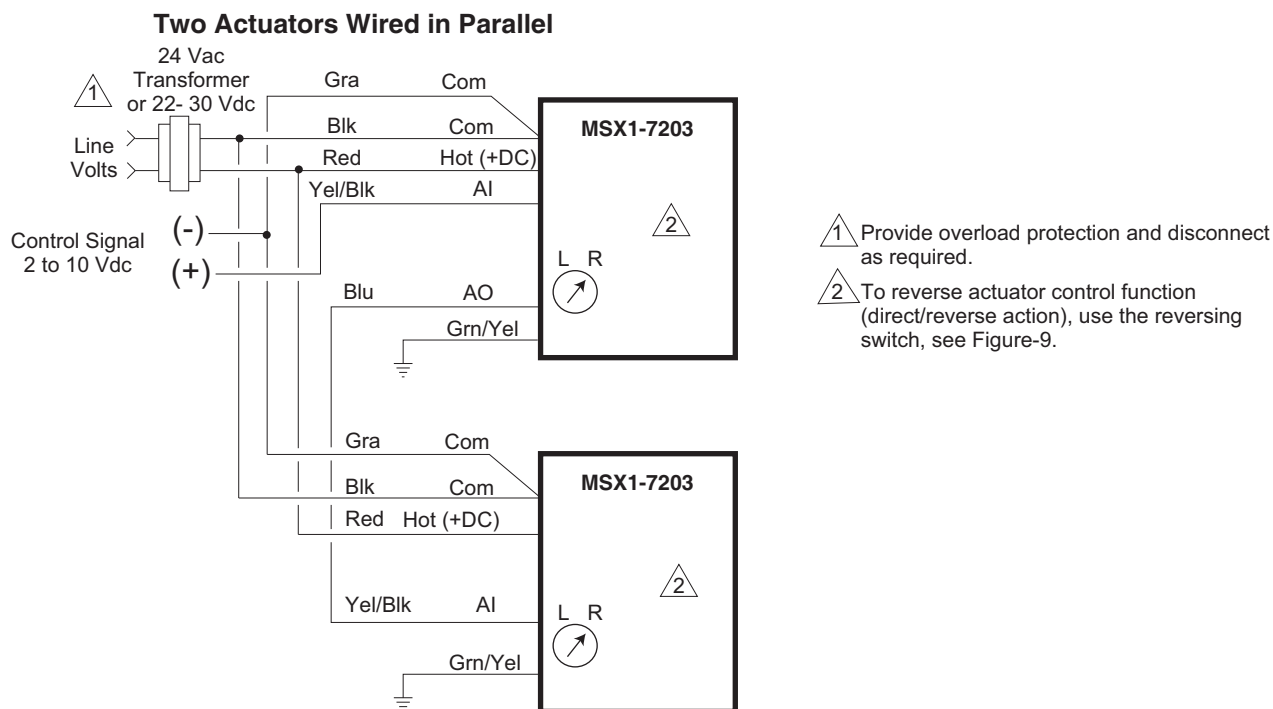 Two Actuators Wired in Parallel
24 Vac
Transformer
or 22- 30 Vdc
1
Line
Volts
Gra Com
Blk Com
Red Hot (+DC)
Yel/Blk AI
MSX1-7203
2
L R
Control Signal
2 to 10 Vdc
(-)
(+)
Blu AO
Grn/Yel
1 Provide overload protection and disconnect
as required.
2 To reverse actuator control function
(direct/reverse action), use the reversing
switch, see Figure-9.
Gra Com
Blk Com
Red Hot (+DC)
Yel/Blk AI
Grn/Yel
MSX1-7203
2
L R